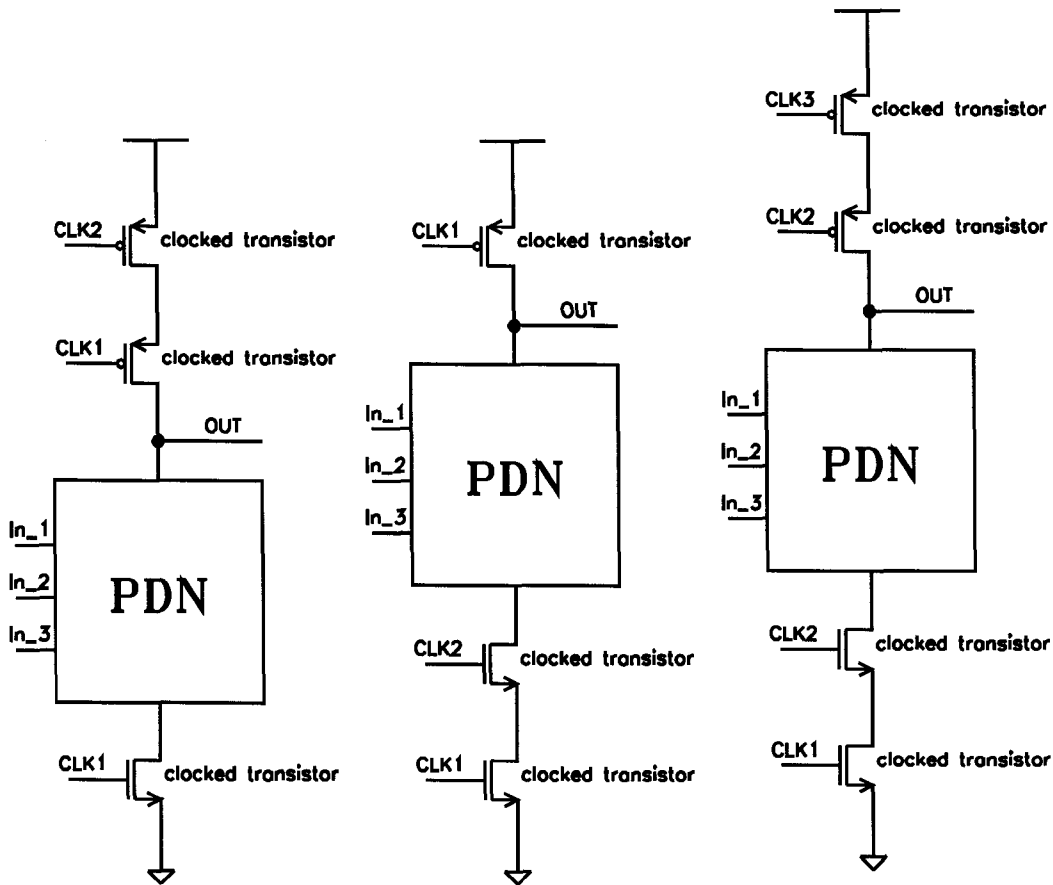 CLK2
clocked transistor
CLK1
clocked transistor
OUT
In_1
In_2
In_3
PDN
CLK1
clocked transistor
CLK1
clocked transistor
OUT
In_1
In_2
In_3
PDN
CLK2
clocked transistor
CLK1
clocked transistor
CLK3
clocked transistor
CLK2
clocked transistor
OUT
In_1
In_2
In_3
PDN
CLK2
clocked transistor
CLK1
clocked transistor